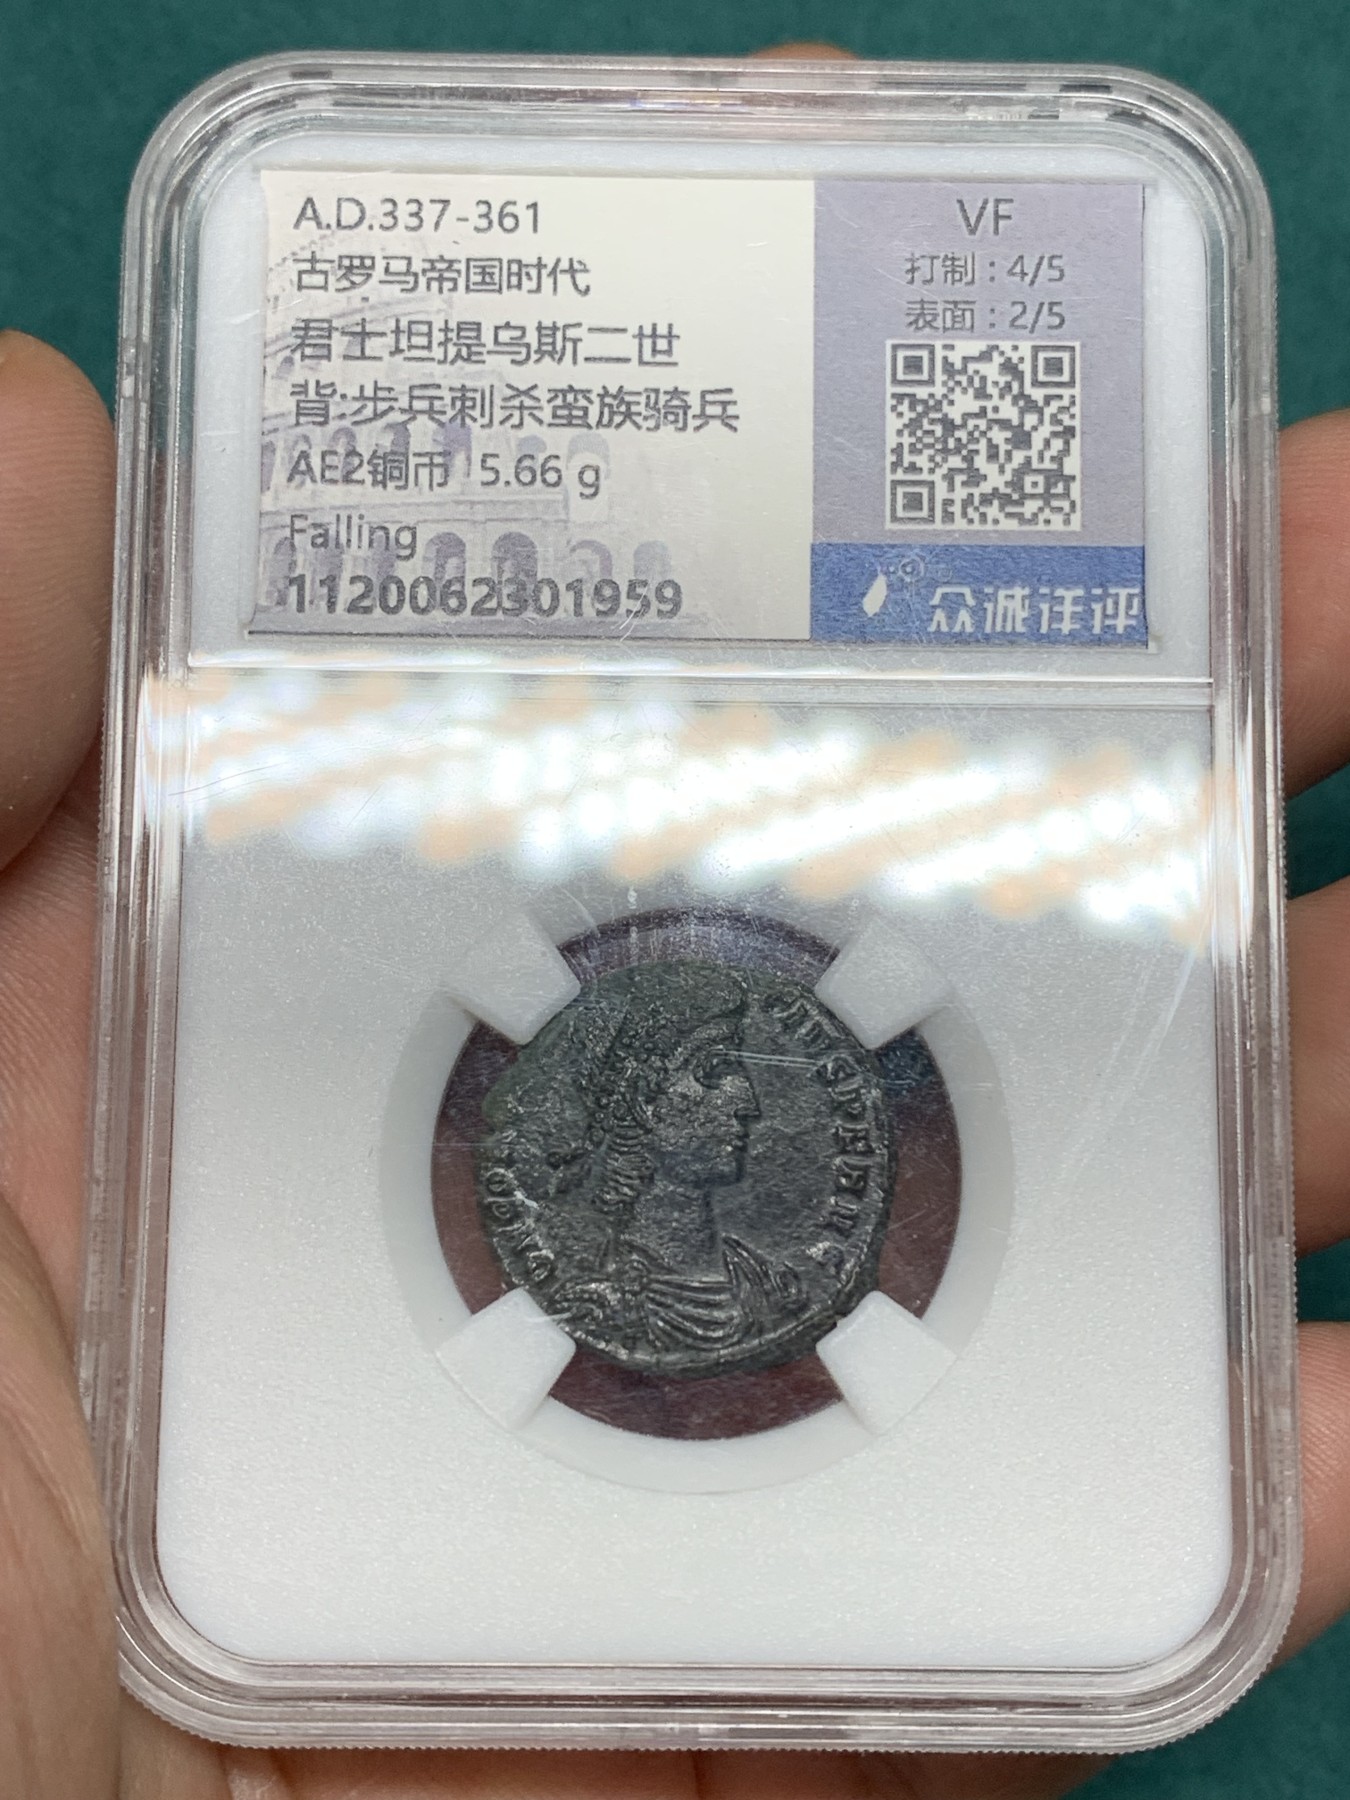 A.D.337-361
古罗马帝国时代
君士坦提乌斯二世
背:步兵刺杀蛮族骑兵
AE2铜币 5.66 g
Falling
11200062301959
VF
打制 : 4/5
表面 : 2/5
众诚洋评